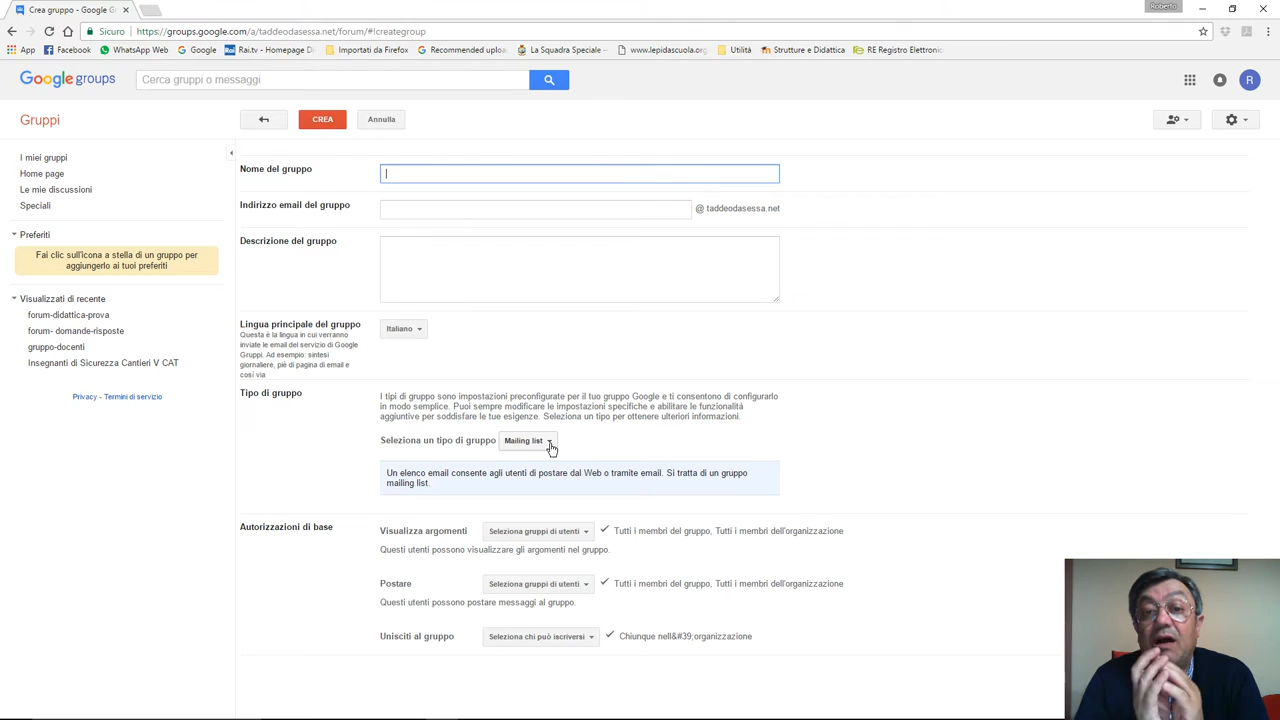 Crea gruppo - Google G
Roberto
Sicuro
https://groups.google.com/a/taddeodasessa.net/forum/#!creategroup
App
Facebook
WhatsApp Web
Google
Rai.tv - Homepage D
Importati da Firefox
Recommended uploa
La Squadra Speciale -
www.lepidascuola.org
Utilità
Strutture e Didattica
RE Registro Elettroni
Google groups
Cerca gruppi o messaggi
R
Gruppi
CREA
Annulla
I miei gruppi
Home page
Le mie discussioni
Speciali
Preferiti
Fai clic sull'icona a stella di un gruppo per
aggiungerlo ai tuoi preferiti
Visualizzati di recente
forum-didattica-prova
forum- domande-risposte
gruppo-docenti
Insegnanti di Sicurezza Cantieri V CAT
Privacy - Termini di servizio
Nome del gruppo
Indirizzo email del gruppo
@ taddeodasessa.net
Descrizione del gruppo
Lingua principale del gruppo
Questa è la lingua in cui verranno
inviate le email del servizio di Google
Gruppi. Ad esempio: sintesi
giornaliere, piè di pagina di email e
così via
Italiano
Tipo di gruppo
I tipi di gruppo sono impostazioni preconfigurate per il tuo gruppo Google e ti consentono di configurarlo
in modo semplice. Puoi sempre modificare le impostazioni specifiche e abilitare le funzionalità
aggiuntive per soddisfare le tue esigenze. Seleziona un tipo per ottenere ulteriori informazioni.
Seleziona un tipo di gruppo
Mailing list
Un elenco email consente agli utenti di postare dal Web o tramite email. Si tratta di un gruppo
mailing list.
Autorizzazioni di base
Visualizza argomenti
Seleziona gruppi di utenti
Tutti i membri del gruppo, Tutti i membri dell'organizzazione
Questi utenti possono visualizzare gli argomenti nel gruppo.
Postare
Seleziona gruppi di utenti
Tutti i membri del gruppo, Tutti i membri dell'organizzazione
Questi utenti possono postare messaggi al gruppo.
Unisciti al gruppo
Seleziona chi può iscriversi
Chiunque nell&#39;organizzazione